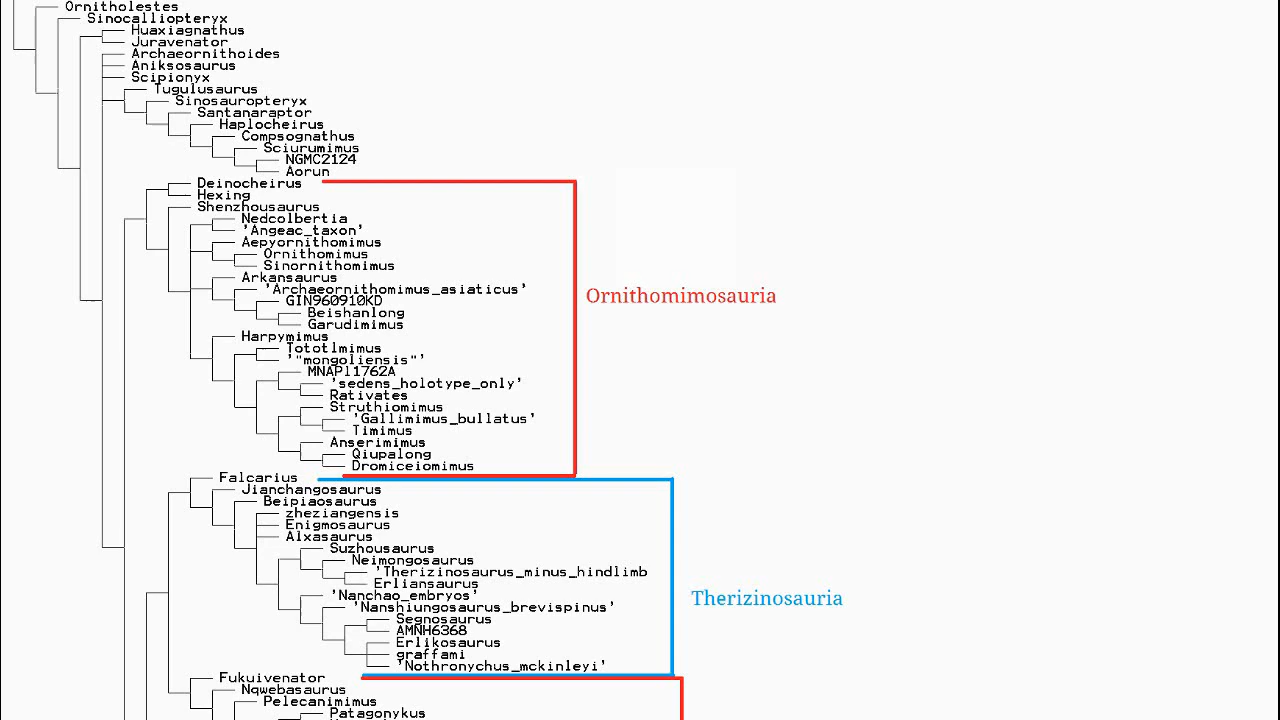 Ornitholestes
Sinocalliopteryx
Huaxiagnathus
Juravenator
Archaeornithoides
Aniksosaurus
Scipionyx
Tugulusaurus
Sinosauropteryx
Santanaraptor
Haplocheirus
Compsognathus
Sciurumimus
NGMC2124
Aorun
Deinocheirus
Hexing
Shenzhousaurus
Nedcolbertia
'Angeac_taxon'
Aepyornithomimus
Ornithomimus
Sinornithomimus
Arkansaurus
'Archaeornithomimus_asiaticus'
Ornithomimosauria
GIN960910KD
Beishanlong
Garudimimus
Harpymimus
Tototlmimus
'"mongoliensis"'
MNAPl1762A
'sedens_holotype_only'
Rativates
Struthiomimus
'Gallimimus_bullatus'
Timimus
Anserimimus
Qiupalong
Dromiceiomimus
Falcarius
Jianchangosaurus
Beipiaosaurus
zheziangensis
Enigmosaurus
Alxasaurus
Suzhousaurus
Neimongosaurus
'Therizinosaurus_minus_hindlimb
Erliansaurus
'Nanchao_embryos'
Therizinosauria
'Nanshiungosaurus_brevispinus'
Segnosaurus
AMNH6368
Erlikosaurus
graffami
'Nothronychus_mckinleyi'
Fukuivenator
Nqwebasaurus
Pelecanimimus
Patagonykus